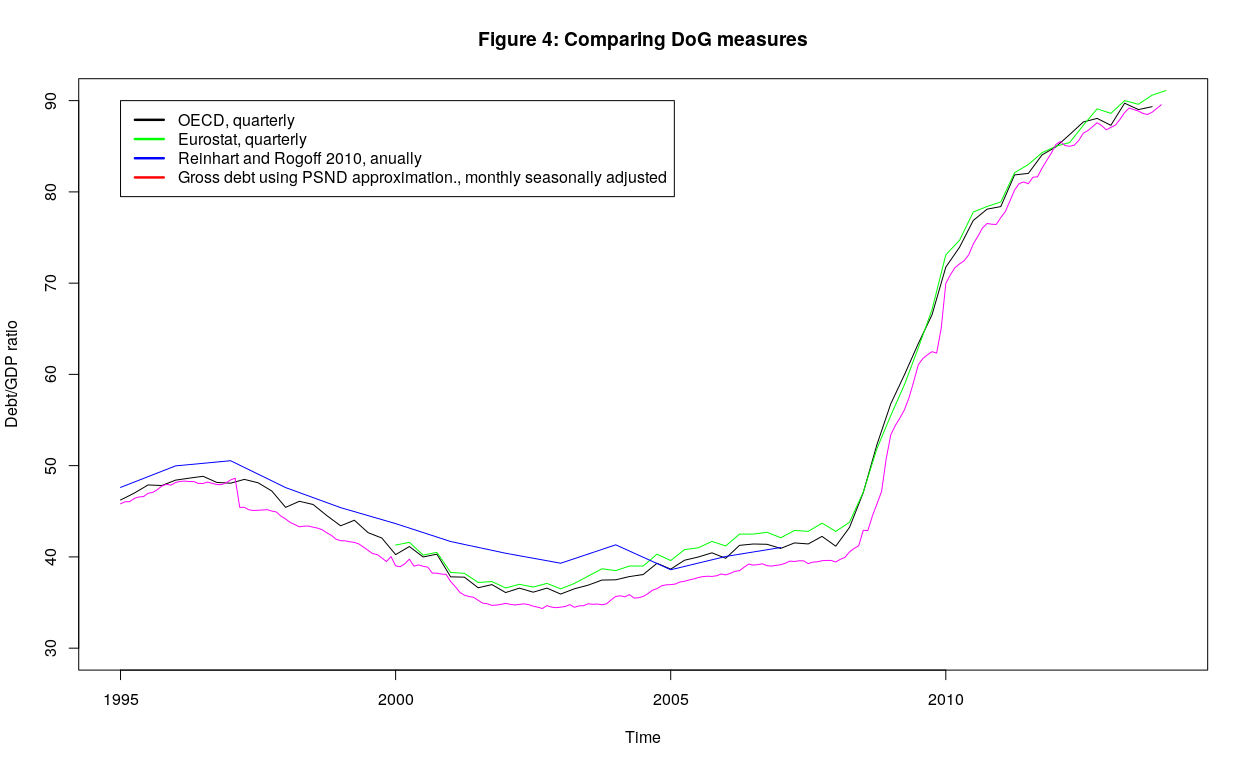 Figure 4: Comparing DoG measures
OECD, quarterly
Eurostat, quarterly
Reinhart and Rogoff 2010, anually
Gross debt using PSND approximation., monthly seasonally adjusted
Debt/GDP ratio
90
80
70
60
50
40
30
1995 2000 2005 2010
Time